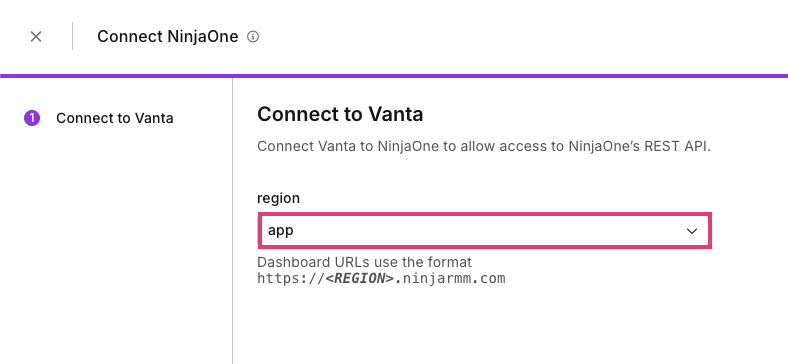 Connect NinjaOne
1 Connect to Vanta
Connect to Vanta
Connect Vanta to NinjaOne to allow access to NinjaOne’s REST API.
region
app
Dashboard URLs use the format
https://<REGION>.ninjarmm.com